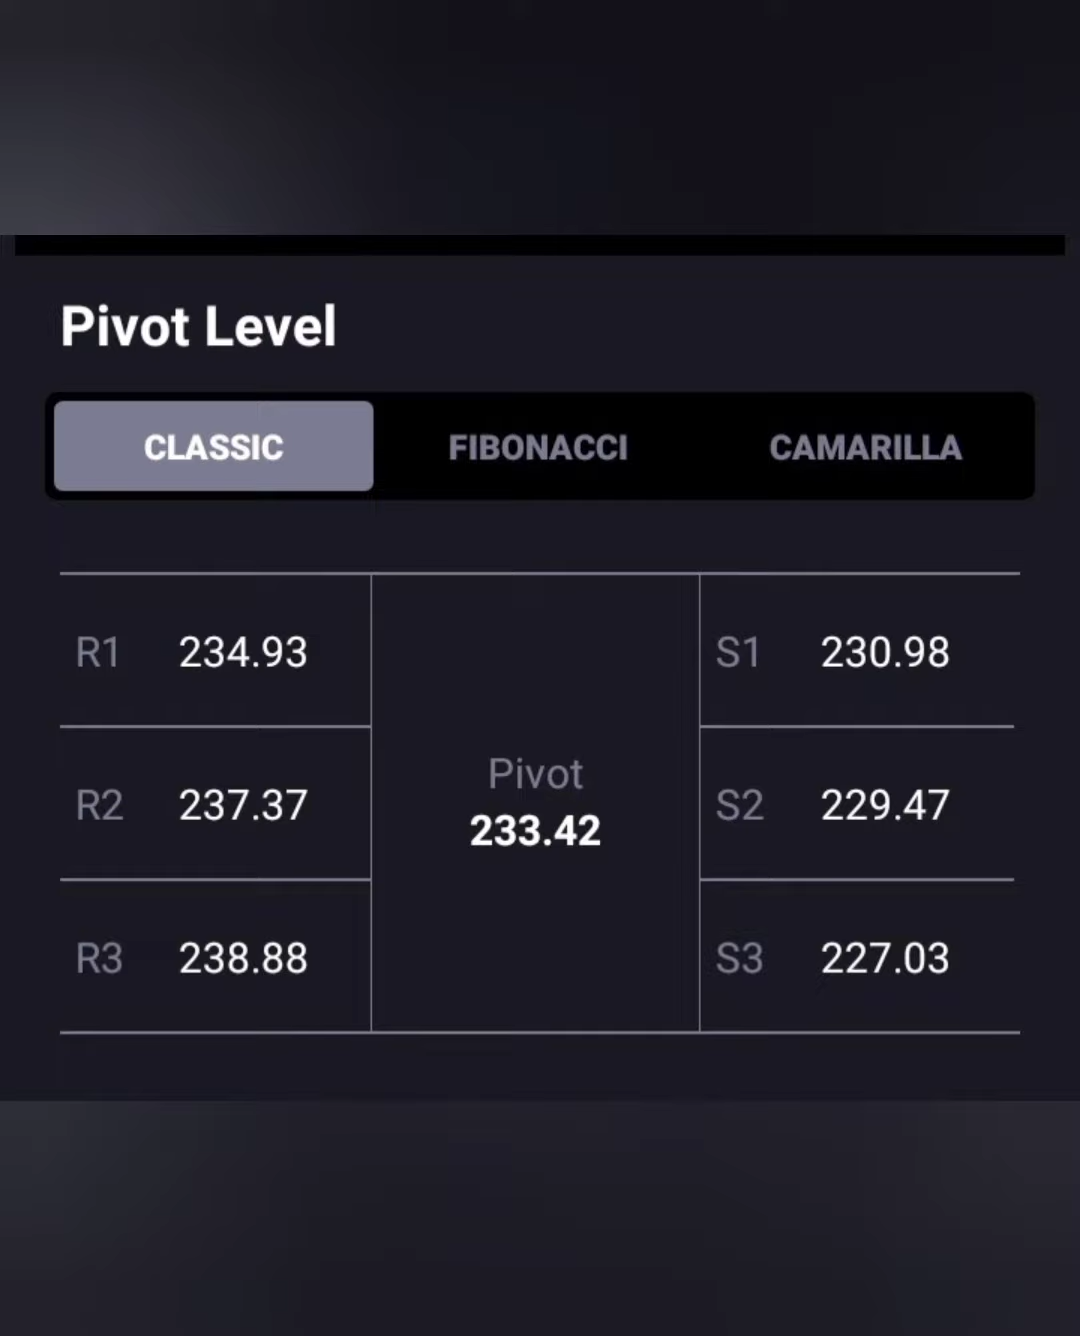 Pivot Level
CLASSIC FIBONACCI CAMARILLA
R1 234.93
R2 237.37
R3 238.88
Pivot
233.42
S1 230.98
S2 229.47
S3 227.03